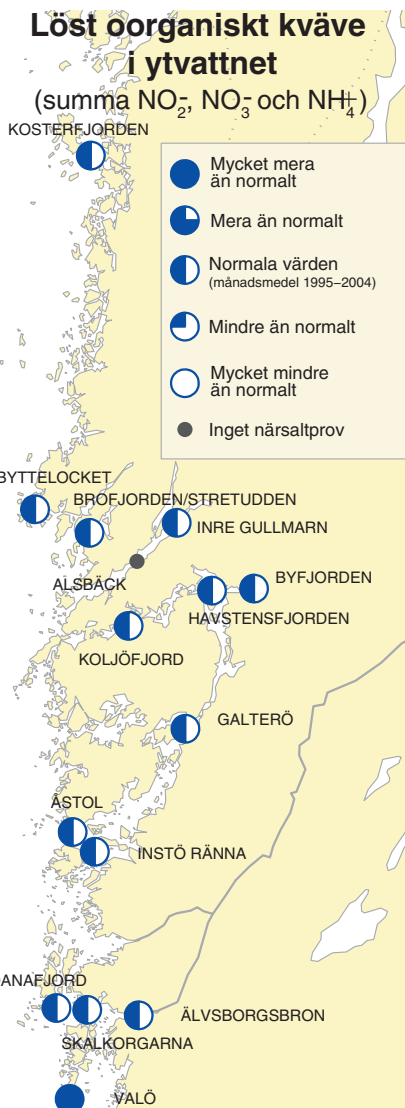 Löst oorganiskt kväve
i ytvattnet
(summa NO₂⁻, NO₃⁻ och NH₄⁺)
KOSTERFJORDEN
Mycket mera
än normalt
Mera än normalt
Normala värden
(månadsmedel 1995–2004)
Mindre än normalt
Mycket mindre
än normalt
Inget närsaltprov
BYTTELOCKET
BROFJORDEN/STRETUDDEN
INRE GULLMARN
ALSBÄCK
BYFJORDEN
HAVSTENSFJORDEN
KOLJÖFJORD
GALTERÖ
ÅSTOL
INSTÖ RÄNNA
DANAFJORD
ÄLVSBORGSBRON
SKALKORGARNA
VALÖ